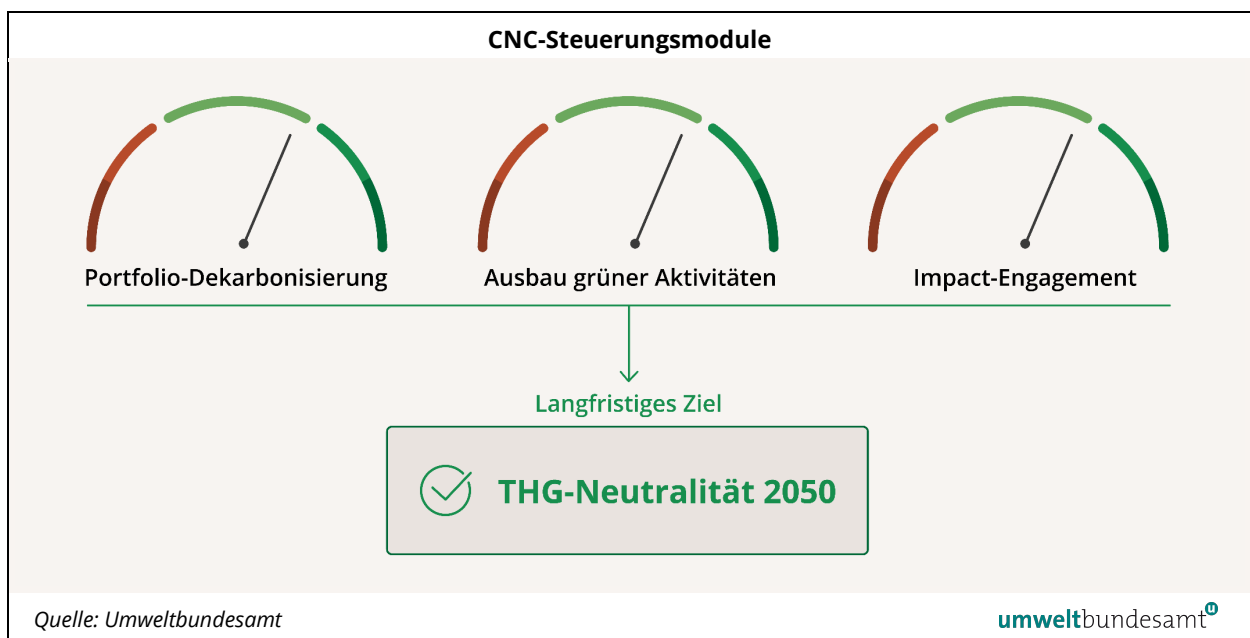 CNC-Steuerungsmodule
Portfolio-Dekarbonisierung
Ausbau grüner Aktivitäten
Impact-Engagement
Langfristiges Ziel
THG-Neutralität 2050
Quelle: Umweltbundesamt
umweltbundesamt u